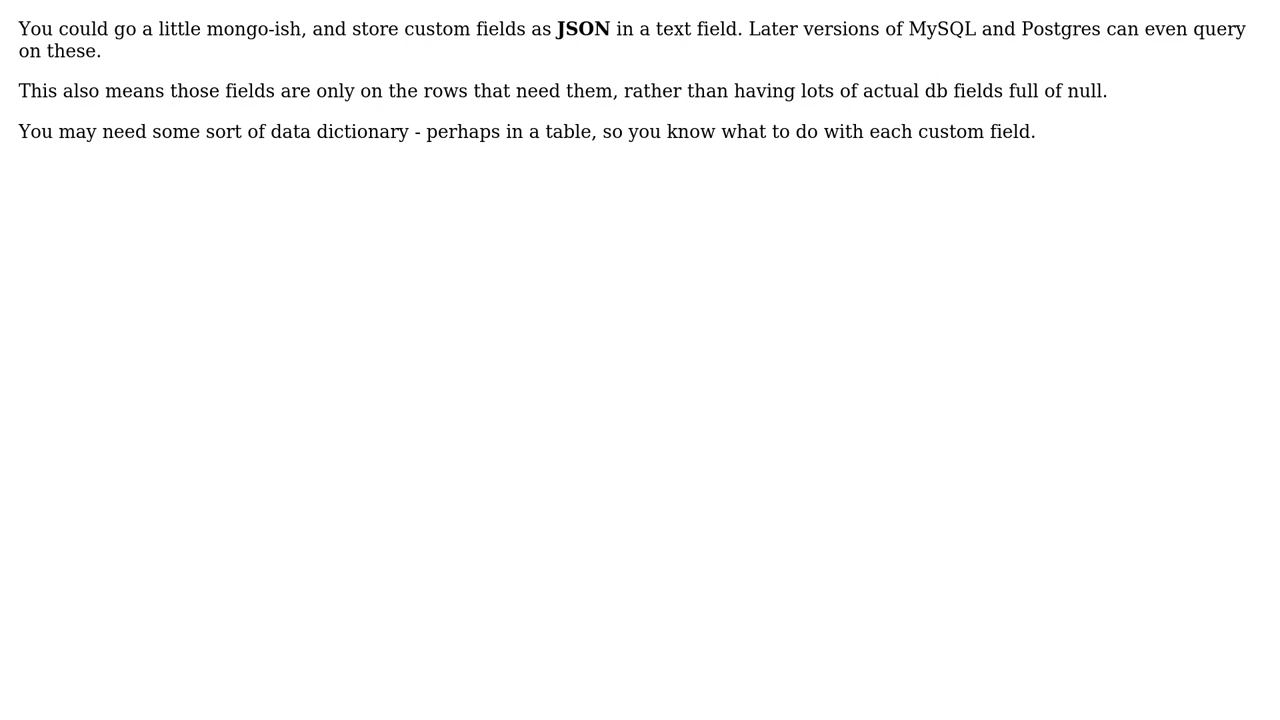 You could go a little mongo-ish, and store custom fields as JSON in a text field. Later versions of MySQL and Postgres can even query
on these.
This also means those fields are only on the rows that need them, rather than having lots of actual db fields full of null.
You may need some sort of data dictionary - perhaps in a table, so you know what to do with each custom field.